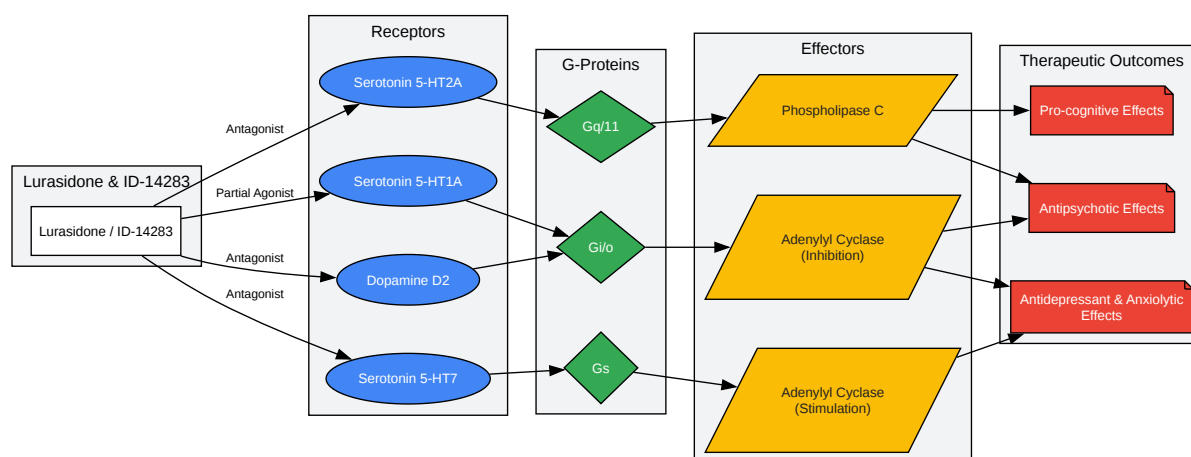 Receptors
Serotonin 5-HT2A
Serotonin 5-HT1A
Dopamine D2
Serotonin 5-HT7
G-Proteins
Gq/11
Gi/o
Gs
Effectors
Phospholipase C
Adenylyl Cyclase
(Inhibition)
Adenylyl Cyclase
(Stimulation)
Therapeutic Outcomes
Pro-cognitive Effects
Antipsychotic Effects
Antidepressant & Anxiolytic
Effects
Lurasidone & ID-14283
Lurasidone / ID-14283
Antagonist
Partial Agonist
Antagonist
Antagonist